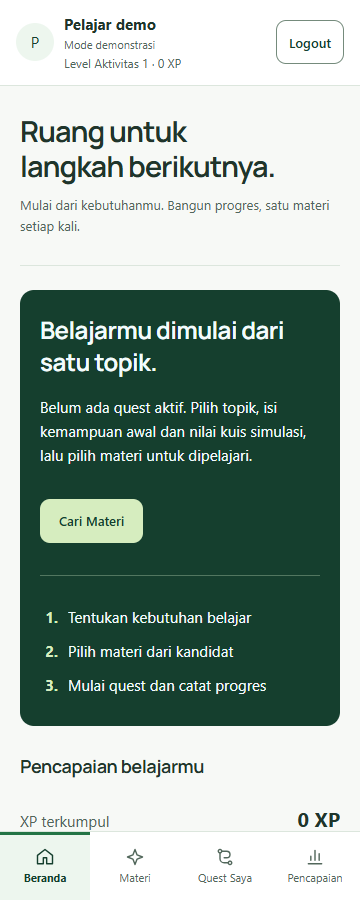 P
Pelajar demo
Mode demonstrasi
Level Aktivitas 1 · 0 XP
Logout
Ruang untuk
langkah berikutnya.
Mulai dari kebutuhanmu. Bangun progres, satu materi
setiap kali.
Belajarmu dimulai dari
satu topik.
Belum ada quest aktif. Pilih topik, isi
kemampuan awal dan nilai kuis simulasi,
lalu pilih materi untuk dipelajari.
Cari Materi
1. Tentukan kebutuhan belajar
2. Pilih materi dari kandidat
3. Mulai quest dan catat progres
Pencapaian belajarmu
XP terkumpul 0 XP
Beranda Materi Quest Saya Pencapaian